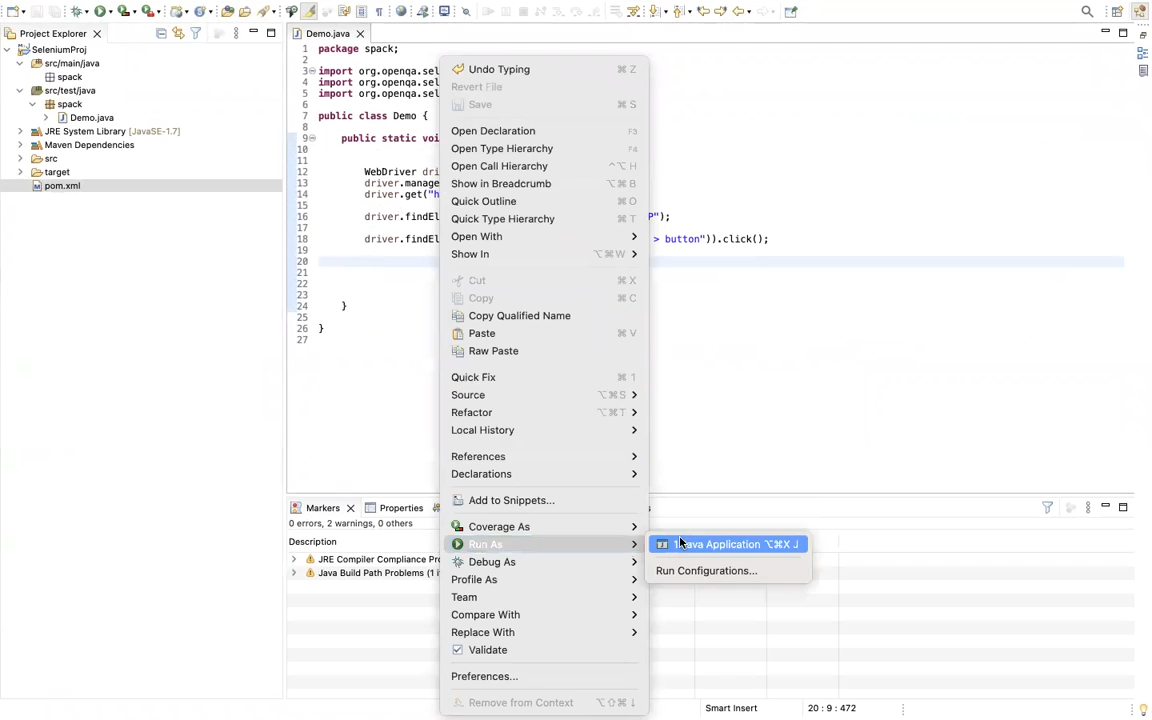 Project Explorer
SeleniumProj
src/main/java
spack
src/test/java
spack
Demo.java
JRE System Library [JavaSE-1.7]
Maven Dependencies
src
target
pom.xml
Demo.java
1 package spack;
2
3 import org.openqa.sel
4 import org.openqa.sel
5 import org.openqa.sel
6
7 public class Demo {
8
9 public static voi
10
11
12 WebDriver dri
13 driver.manage
14 driver.get("h
15
16 driver.findEl P");
17
18 driver.findEl > button")).click();
19
20
21
22
23
24 }
25
26 }
27
Undo Typing ⌘ Z
Revert File
Save ⌘ S
Open Declaration F3
Open Type Hierarchy F4
Open Call Hierarchy ^⌥ H
Show in Breadcrumb ⌥⌘ B
Quick Outline ⌘ O
Quick Type Hierarchy ⌘ T
Open With
Show In ⌥⌘ W
Cut ⌘ X
Copy ⌘ C
Copy Qualified Name
Paste ⌘ V
Raw Paste
Quick Fix ⌘ 1
Source ⌥⌘ S
Refactor ⌥⌘ T
Local History
References
Declarations
Add to Snippets...
Coverage As
Run As
Debug As
Profile As
Team
Compare With
Replace With
Validate
Preferences...
Remove from Context ⌥⇧⌘ ↓
Java Application ⌥⌘X J
Run Configurations...
Markers
Properties
0 errors, 2 warnings, 0 others
Description
JRE Compiler Compliance Pr
Java Build Path Problems (1 i
Smart Insert
20 : 9 : 472